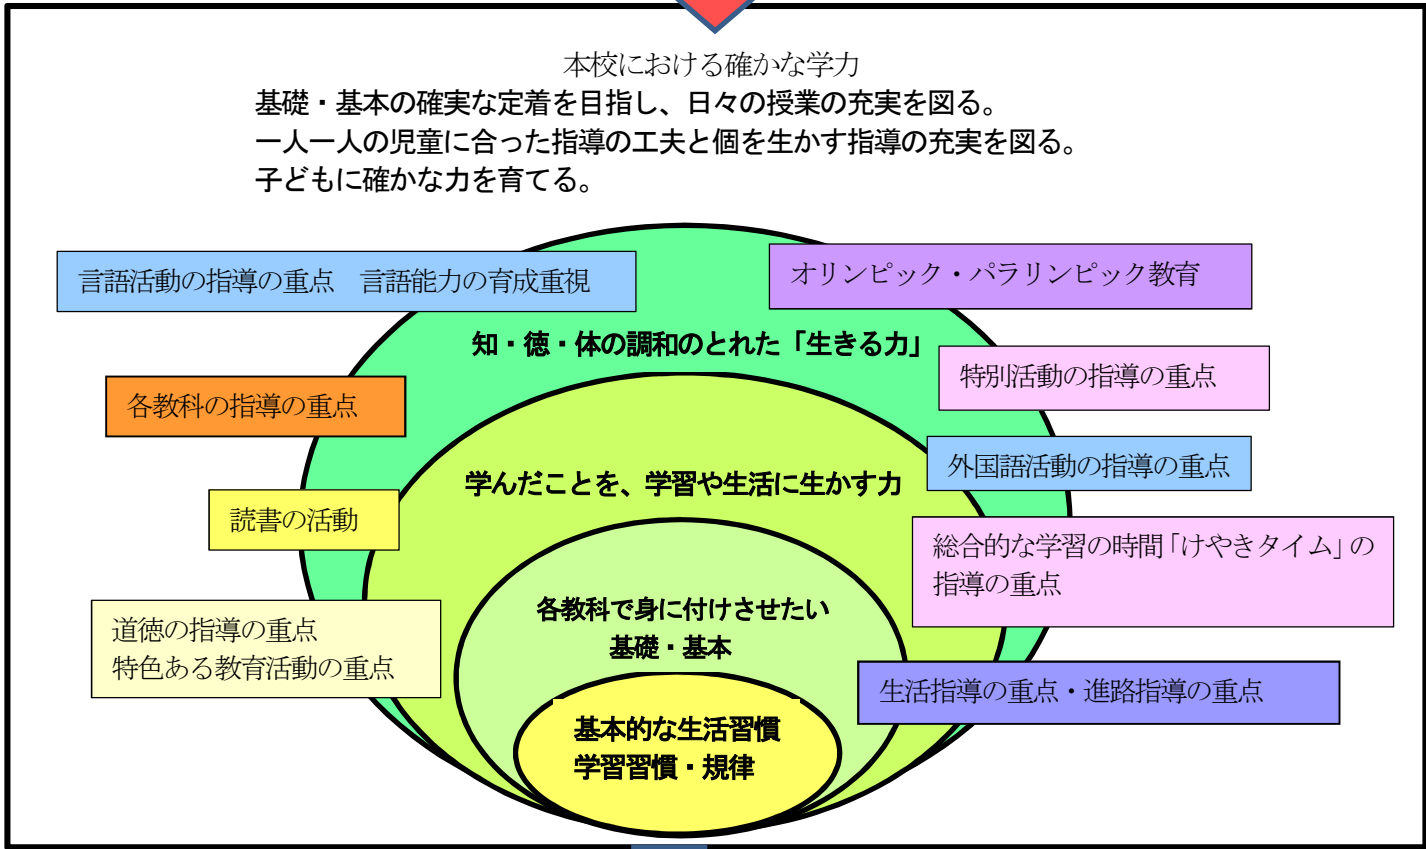 本校における確かな学力
基礎・基本の確実な定着を目指し、日々の授業の充実を図る。
一人一人の児童に合った指導の工夫と個を生かす指導の充実を図る。
子どもに確かな力を育てる。
言語活動の指導の重点　言語能力の育成重視
オリンピック・パラリンピック教育
知・徳・体の調和のとれた「生きる力」
特別活動の指導の重点
各教科の指導の重点
外国語活動の指導の重点
学んだことを、学習や生活に生かす力
読書の活動
総合的な学習の時間「けやきタイム」の
指導の重点
各教科で身に付けさせたい
基礎・基本
道徳の指導の重点
特色ある教育活動の重点
生活指導の重点・進路指導の重点
基本的な生活習慣
学習習慣・規律